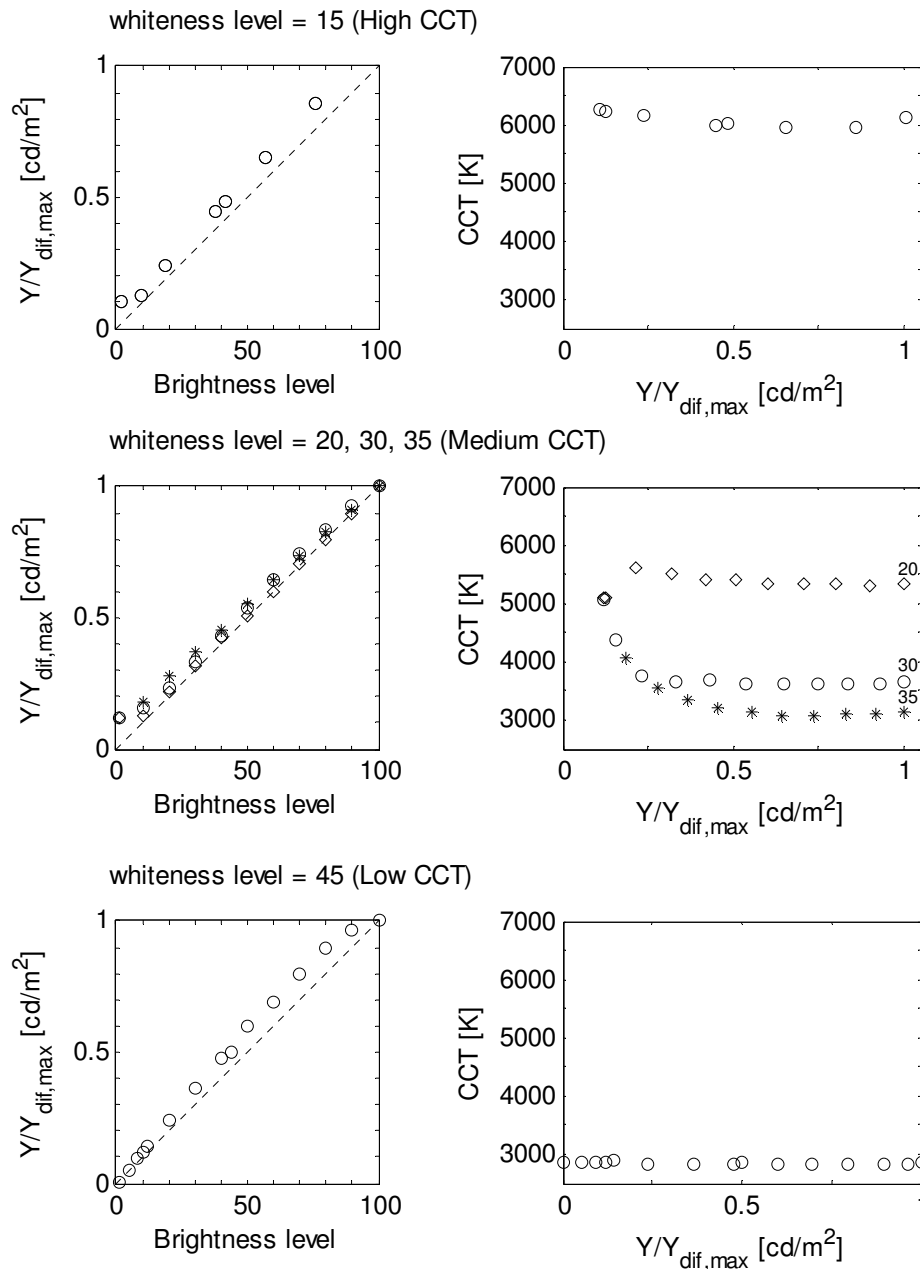 whiteness level = 15 (High CCT)
1
0.5
0
Y/Y_dif,max [cd/m²]
0 50 100
Brightness level
7000
6000
5000
4000
3000
CCT [K]
0 0.5 1
Y/Y_dif,max [cd/m²]
whiteness level = 20, 30, 35 (Medium CCT)
1
0.5
0
Y/Y_dif,max [cd/m²]
0 50 100
Brightness level
7000
6000
5000
4000
3000
CCT [K]
20
30
35
0 0.5 1
Y/Y_dif,max [cd/m²]
whiteness level = 45 (Low CCT)
1
0.5
0
Y/Y_dif,max [cd/m²]
0 50 100
Brightness level
7000
6000
5000
4000
3000
CCT [K]
0 0.5 1
Y/Y_dif,max [cd/m²]